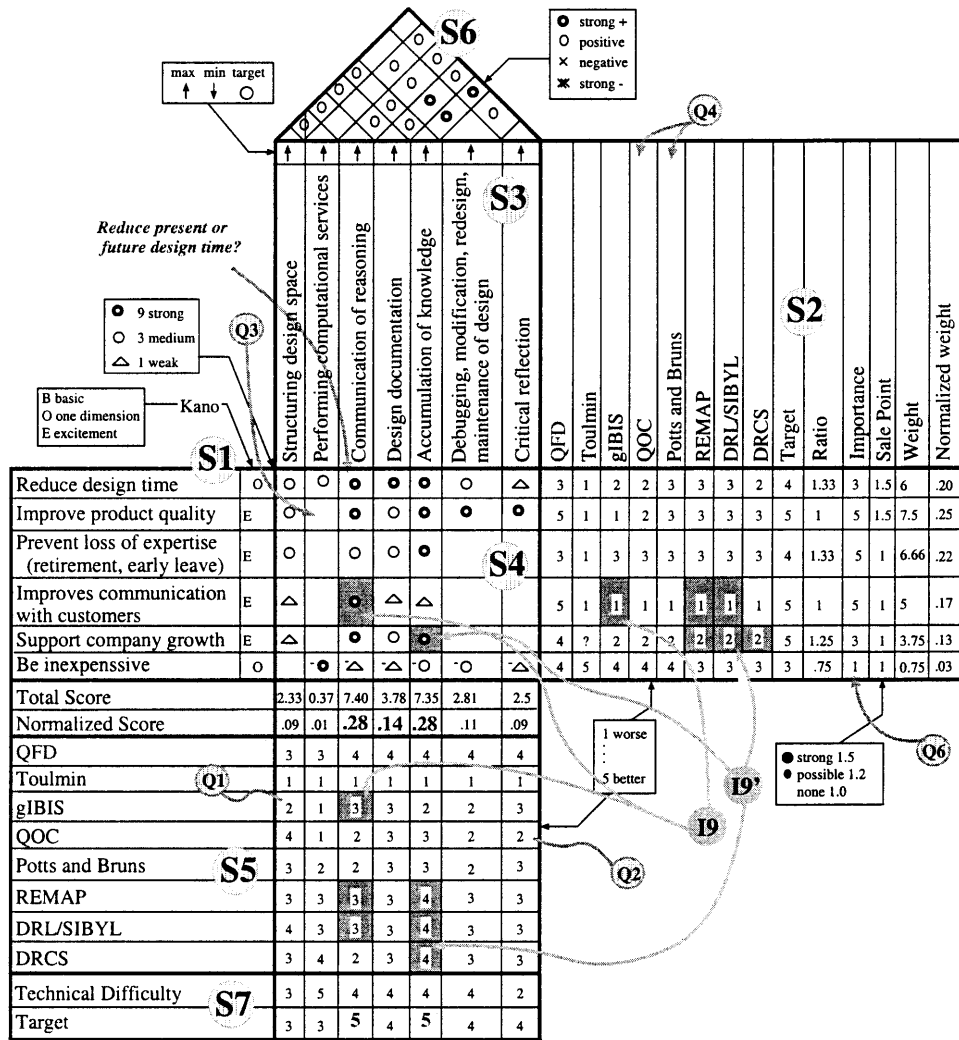 S6
strong +
positive
× negative
strong -
max min target
Q4
S3
Reduce present or
future design time?
9 strong
3 medium
1 weak
Q3
B basic
O one dimension
E excitement
Kano
S1
S2
Structuring design space
Performing computational services
Communication of reasoning
Design documentation
Accumulation of knowledge
Debugging, modification, redesign,
maintenance of design
Critical reflection
QFD
Toulmin
gIBIS
QOC
Potts and Bruns
REMAP
DRL/SIBYL
DRCS
Target
Ratio
Importance
Sale Point
Weight
Normalized weight
Reduce design time O 3 1 2 2 3 3 3 2 4 1.33 3 1.5 6 .20
Improve product quality E 5 1 1 2 3 3 3 3 5 1 5 1.5 7.5 .25
Prevent loss of expertise
(retirement, early leave) E 3 1 3 3 3 3 3 3 4 1.33 5 1 6.66 .22
S4
Improves communication
with customers E 5 1 1 1 1 1 1 1 5 1 5 1 5 .17
Support company growth E 4 ? 2 2 2 2 2 2 5 1.25 3 1 3.75 .13
Be inexpenssive O - - - - - - 4 5 4 4 4 3 3 3 3 .75 1 1 0.75 .03
Total Score 2.33 0.37 7.40 3.78 7.35 2.81 2.5
Normalized Score .09 .01 .28 .14 .28 .11 .09
1 worse
5 better
strong 1.5
possible 1.2
none 1.0
Q6
QFD 3 3 4 4 4 4 4
Toulmin 1 1 1 1 1 1 1
Q1
gIBIS 2 1 3 3 2 2 3
I9'
I9
QOC 4 1 2 3 3 2 2
Q2
Potts and Bruns 3 2 2 3 3 2 3
S5
REMAP 3 3 3 3 4 3 3
DRL/SIBYL 4 3 3 3 4 3 3
DRCS 3 4 2 3 4 3 3
Technical Difficulty 3 5 4 4 4 4 2
S7
Target 3 3 5 4 5 4 4